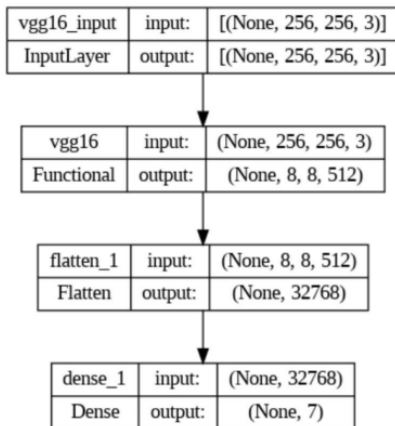 vgg16_input input: [(None, 256, 256, 3)]
InputLayer output: [(None, 256, 256, 3)]
vgg16 input: (None, 256, 256, 3)
Functional output: (None, 8, 8, 512)
flatten_1 input: (None, 8, 8, 512)
Flatten output: (None, 32768)
dense_1 input: (None, 32768)
Dense output: (None, 7)